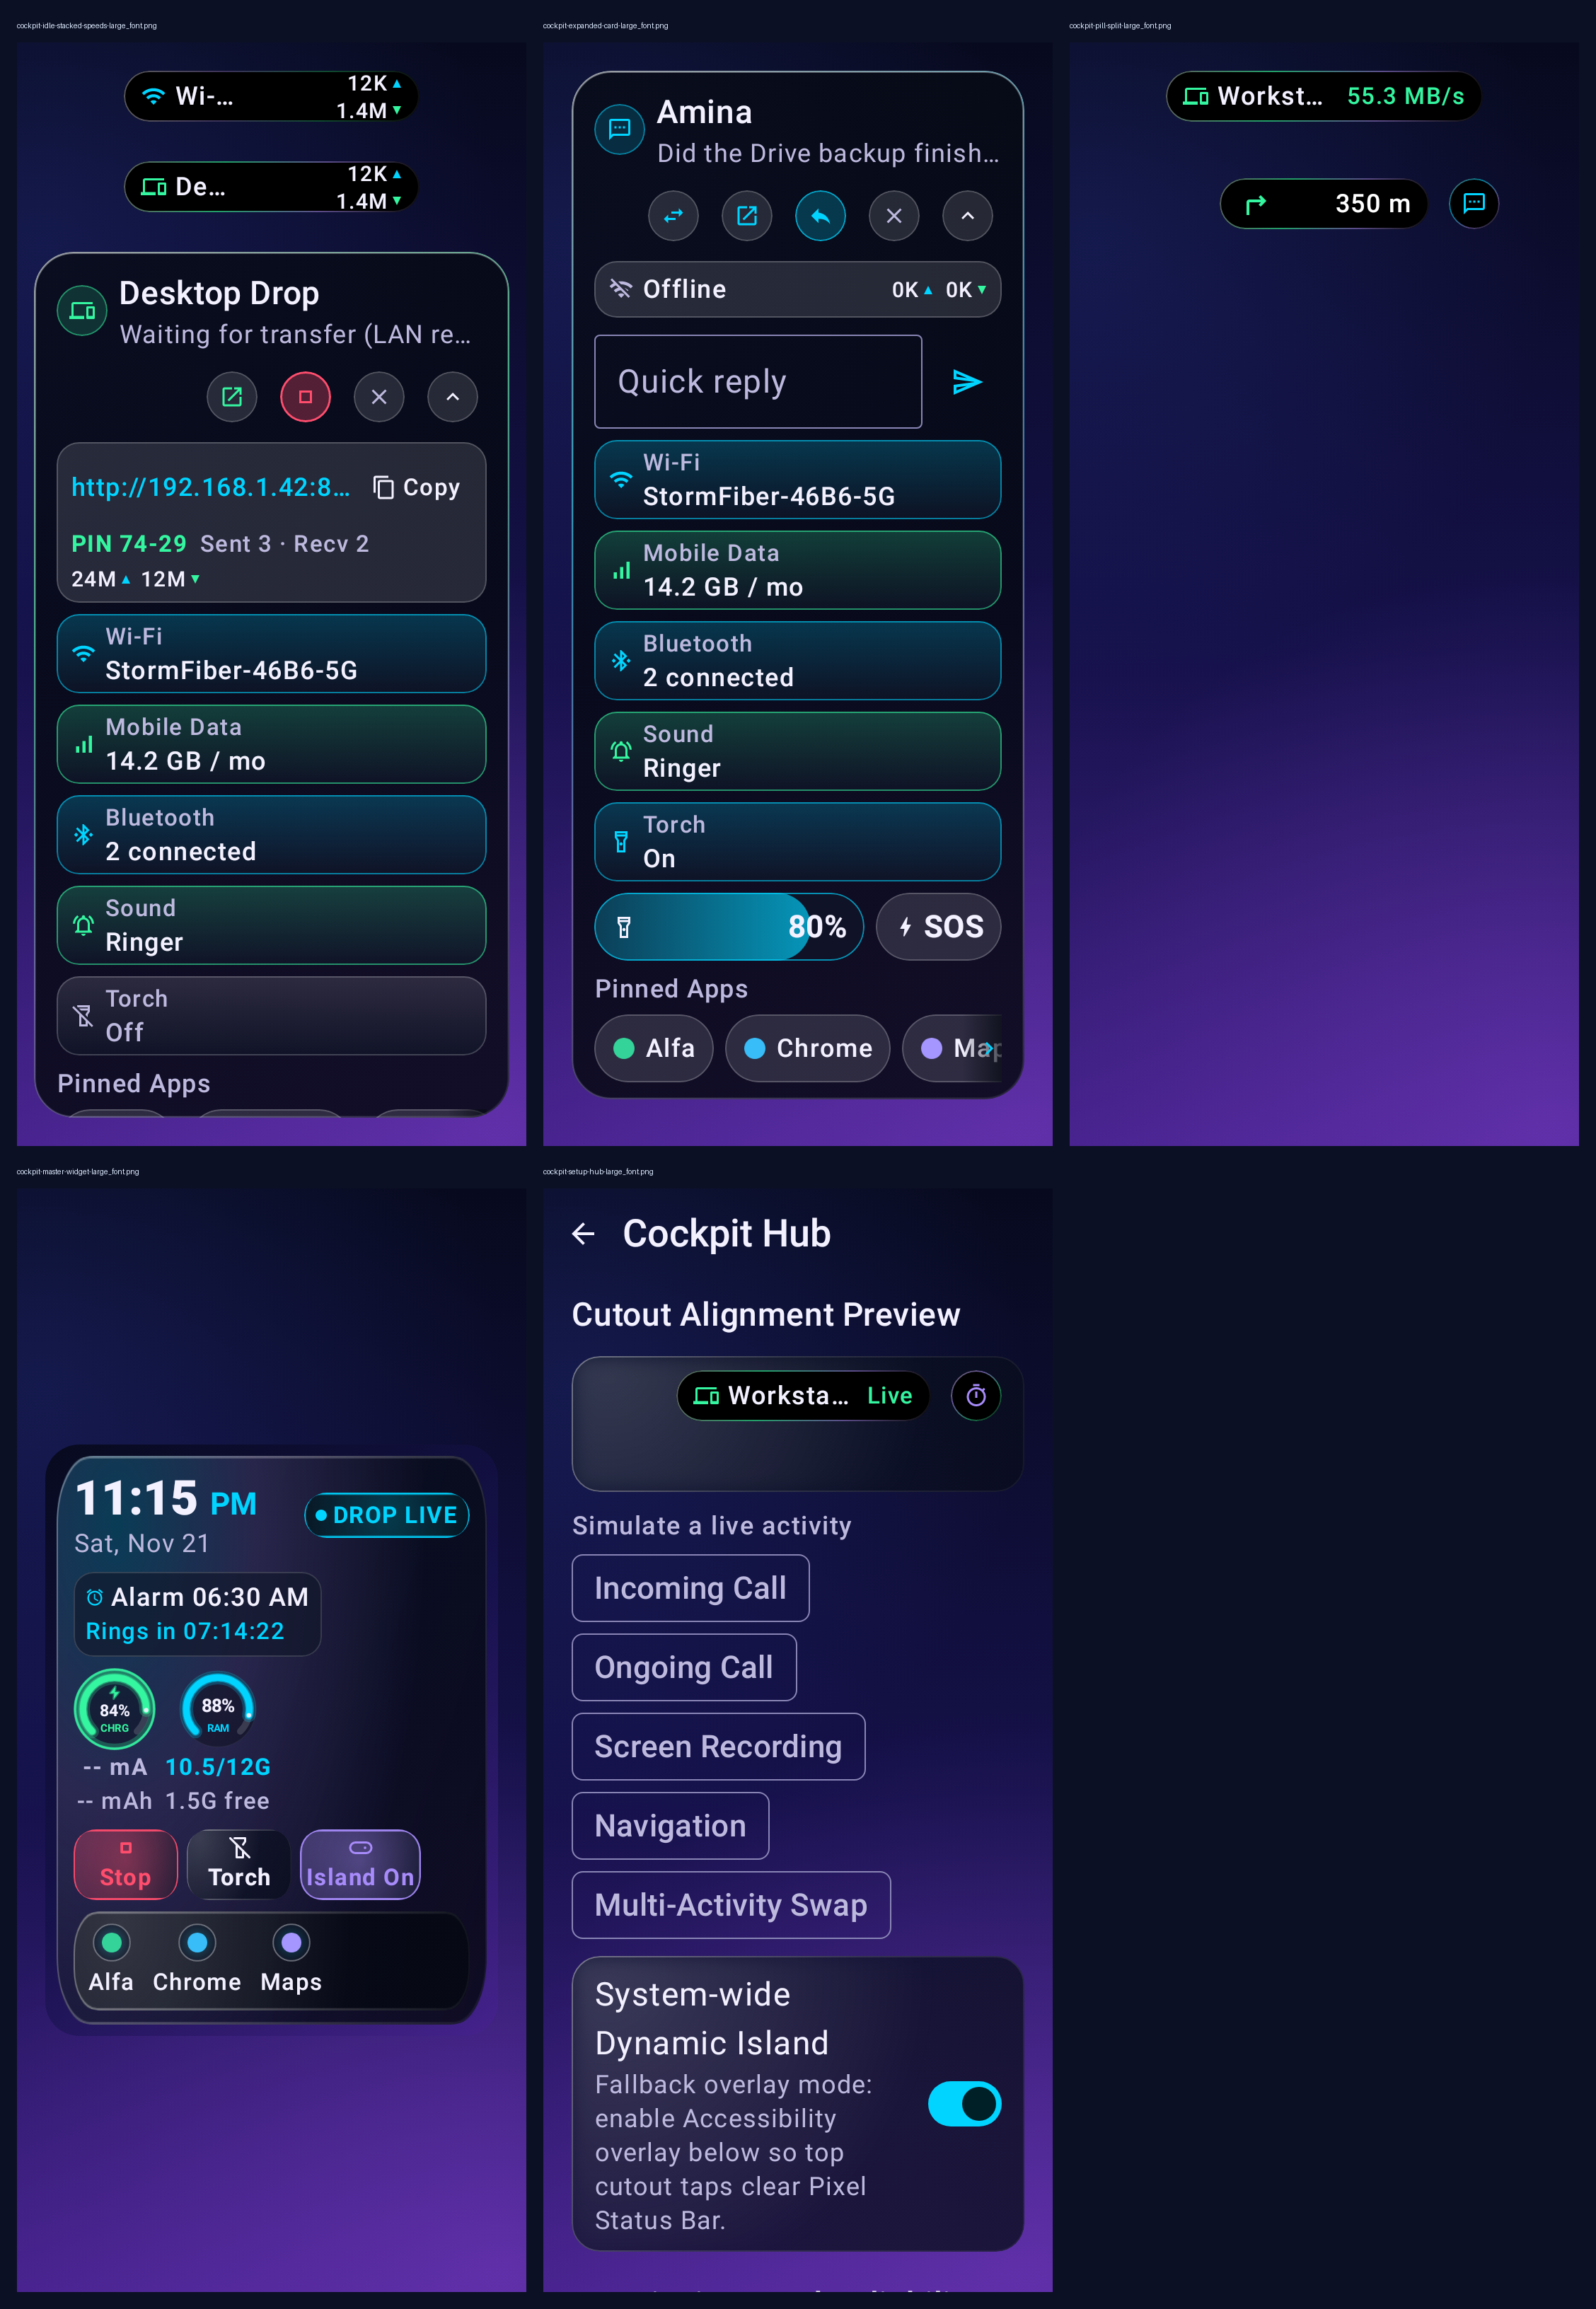 cockpit-idle-stacked-speeds-large_font.png
Wi-...
12K
1.4M
De...
12K
1.4M
Desktop Drop
Waiting for transfer (LAN re...
http://192.168.1.42:8...
Copy
PIN 74-29 Sent 3 · Recv 2
24M 12M
Wi-Fi
StormFiber-46B6-5G
Mobile Data
14.2 GB / mo
Bluetooth
2 connected
Sound
Ringer
Torch
Off
Pinned Apps
cockpit-expanded-card-large_font.png
Amina
Did the Drive backup finish...
Offline
0K 0K
Quick reply
Wi-Fi
StormFiber-46B6-5G
Mobile Data
14.2 GB / mo
Bluetooth
2 connected
Sound
Ringer
Torch
On
80%
SOS
Pinned Apps
Alfa
Chrome
Map
cockpit-pill-split-large_font.png
Workst...
55.3 MB/s
350 m
cockpit-master-widget-large_font.png
11:15 PM
DROP LIVE
Sat, Nov 21
Alarm 06:30 AM
Rings in 07:14:22
84%
CHRG
88%
RAM
-- mA 10.5/12G
-- mAh 1.5G free
Stop
Torch
Island On
Alfa
Chrome
Maps
cockpit-setup-hub-large_font.png
Cockpit Hub
Cutout Alignment Preview
Worksta...
Live
Simulate a live activity
Incoming Call
Ongoing Call
Screen Recording
Navigation
Multi-Activity Swap
System-wide
Dynamic Island
Fallback overlay mode:
enable Accessibility
overlay below so top
cutout taps clear Pixel
Status Bar.